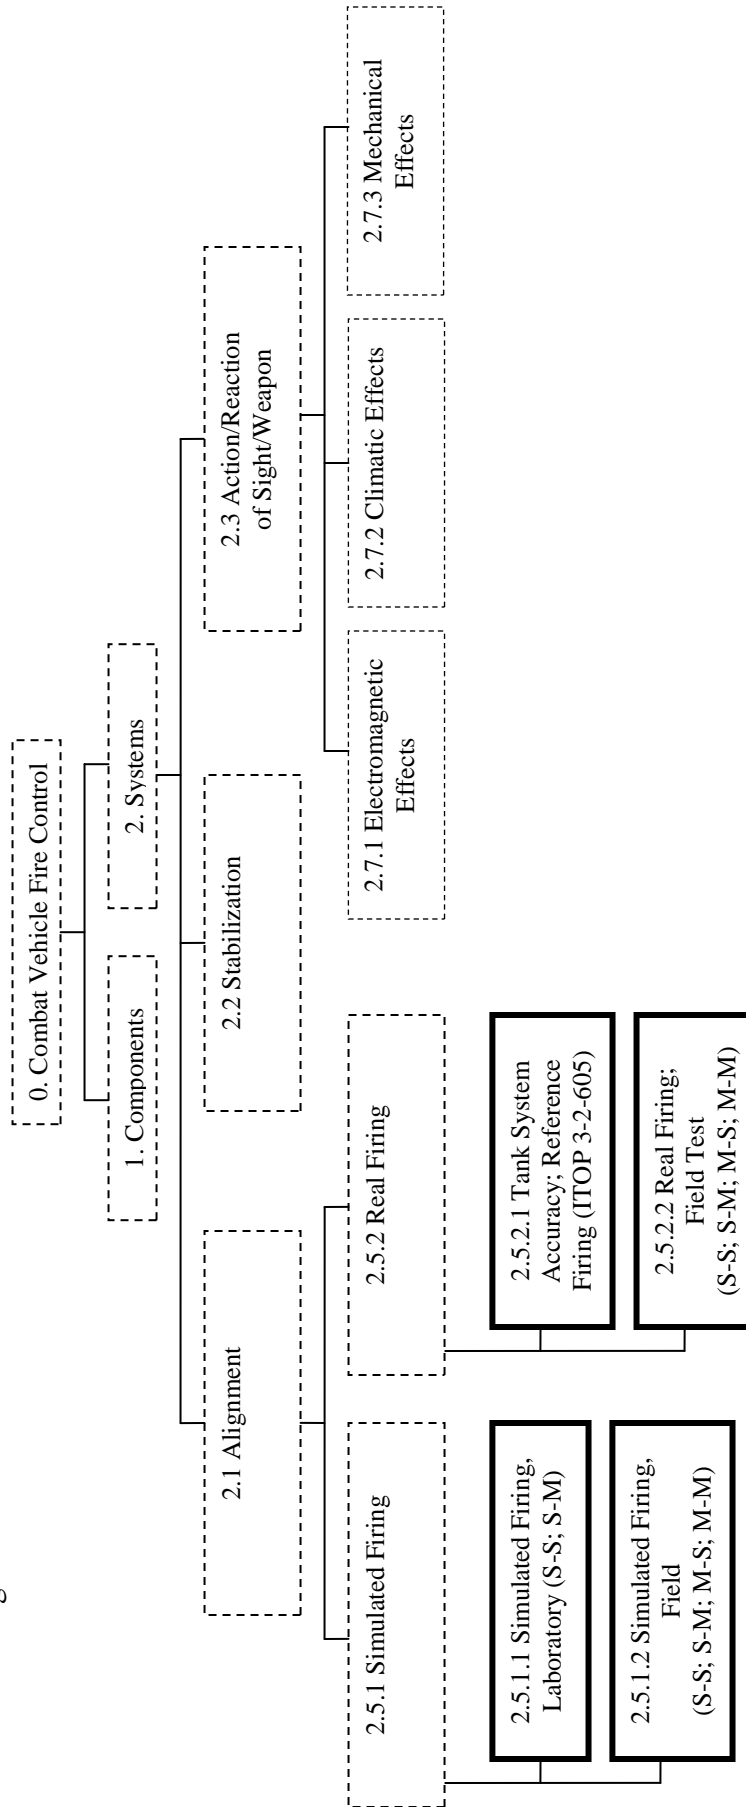 0. Combat Vehicle Fire Control
1. Components
2. Systems
2.1 Alignment
2.2 Stabilization
2.3 Action/Reaction
of Sight/Weapon
2.5.1 Simulated Firing
2.5.2 Real Firing
2.7.1 Electromagnetic
Effects
2.7.2 Climatic Effects
2.7.3 Mechanical
Effects
2.5.1.1 Simulated Firing,
Laboratory (S-S; S-M)
2.5.1.2 Simulated Firing,
Field
(S-S; S-M; M-S; M-M)
2.5.2.1 Tank System
Accuracy; Reference
Firing (ITOP 3-2-605)
2.5.2.2 Real Firing;
Field Test
(S-S; S-M; M-S; M-M)